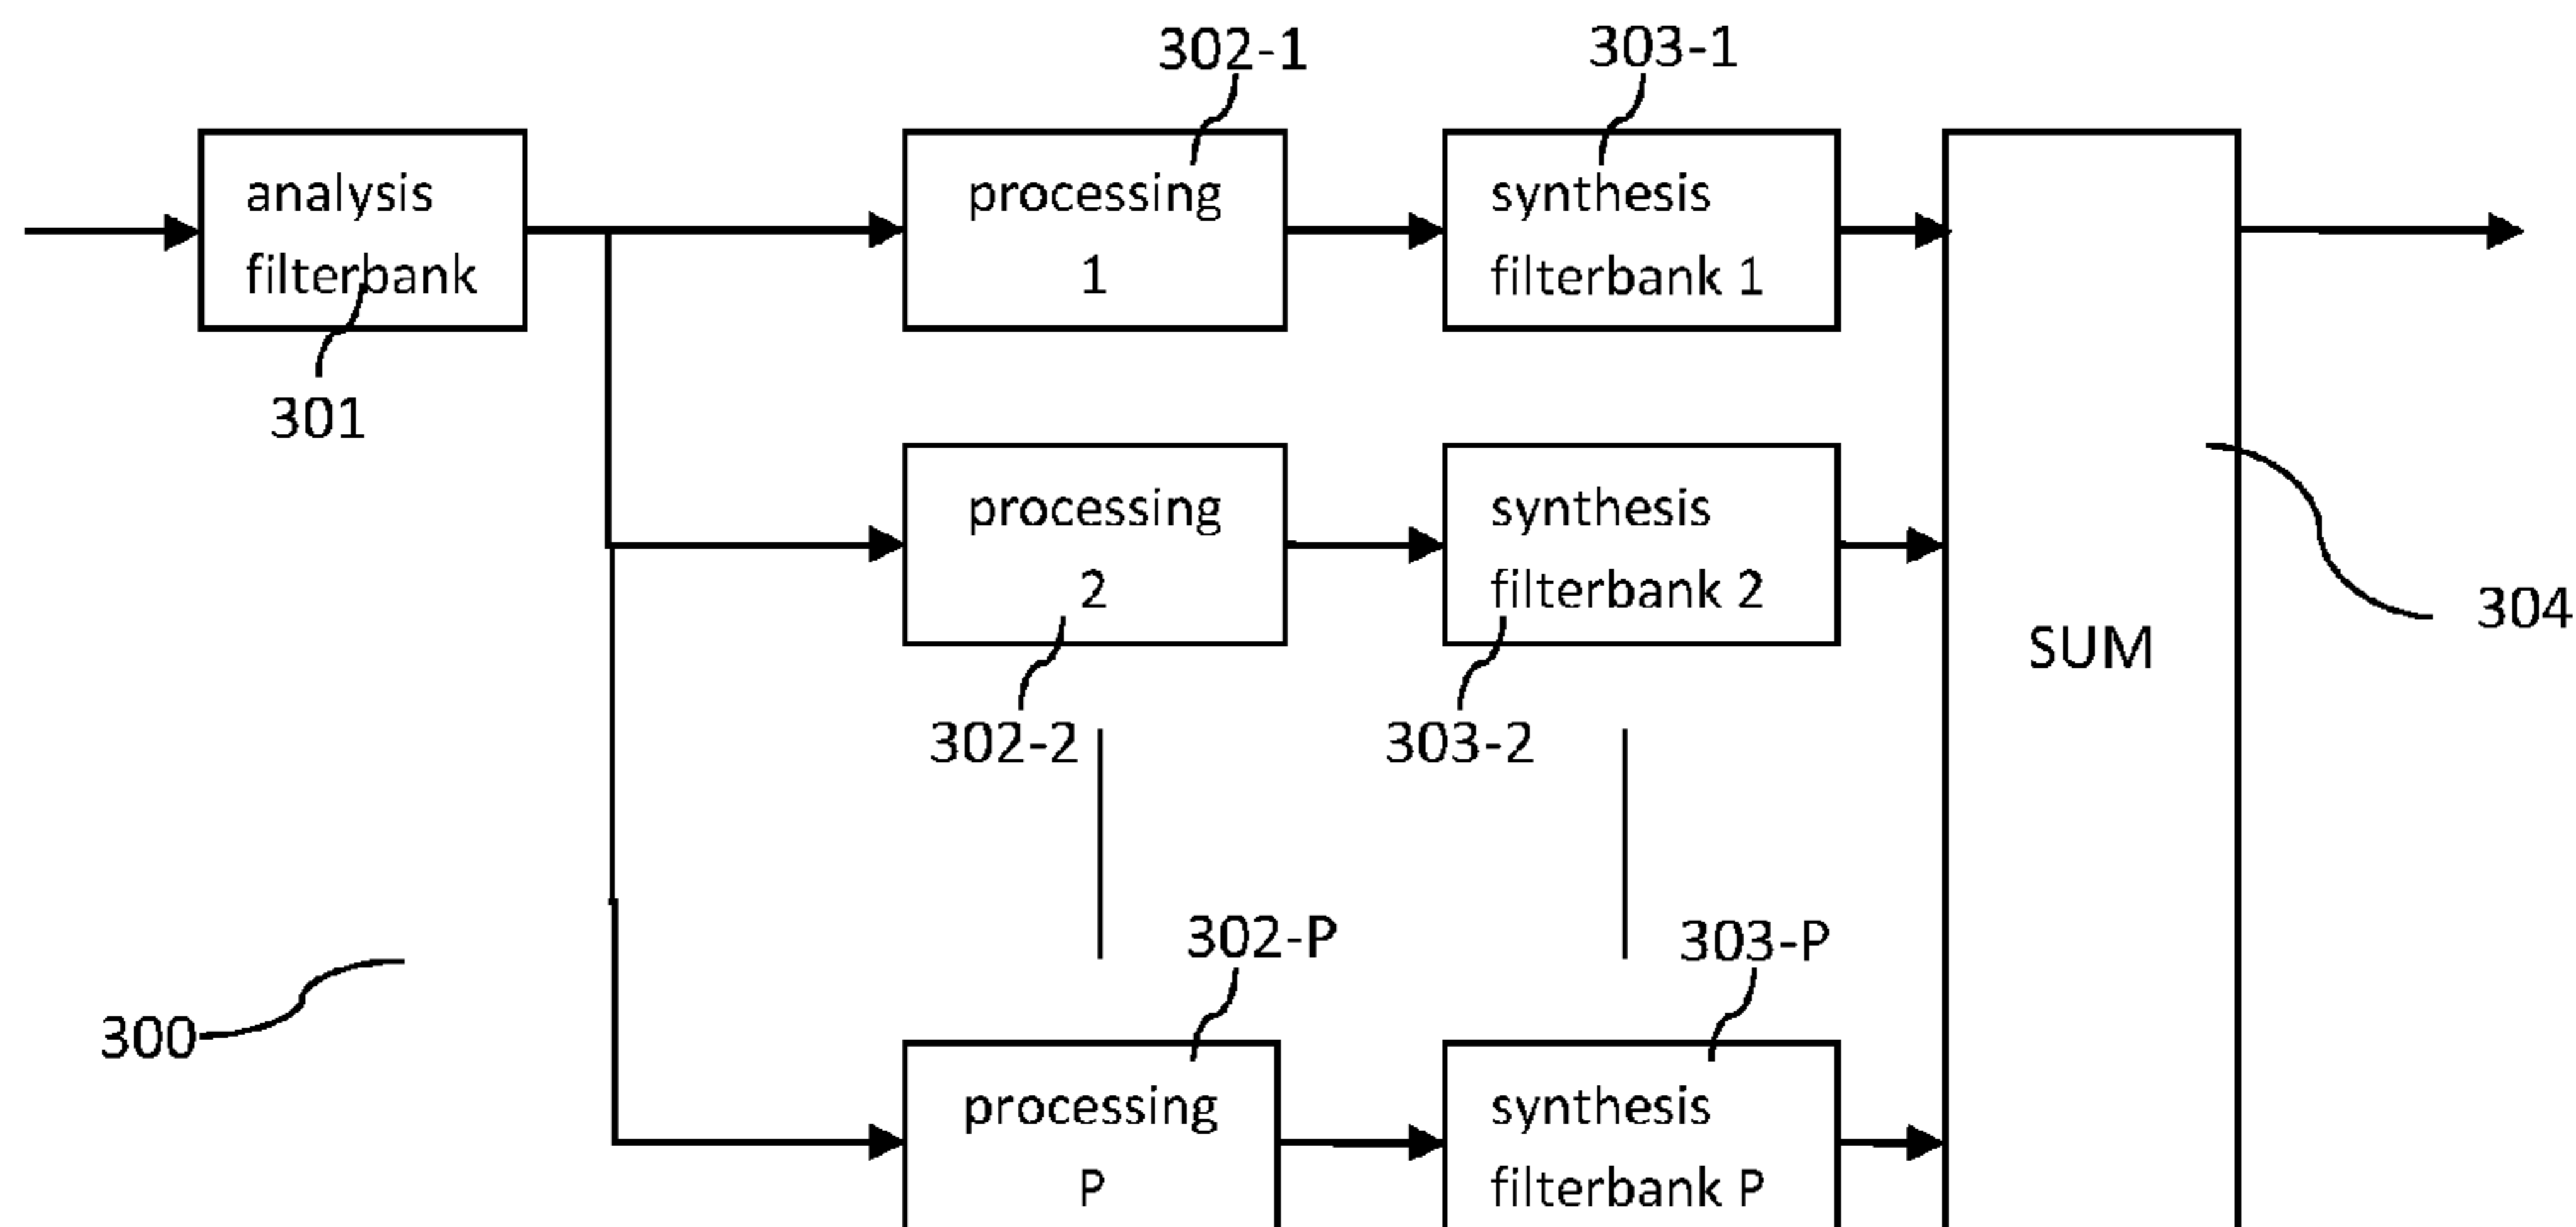 302-1
303-1
analysis
filterbank
processing
1
synthesis
filterbank 1
301
processing
2
synthesis
filterbank 2
304
SUM
302-2
303-2
302-P
303-P
300
processing
P
synthesis
filterbank P